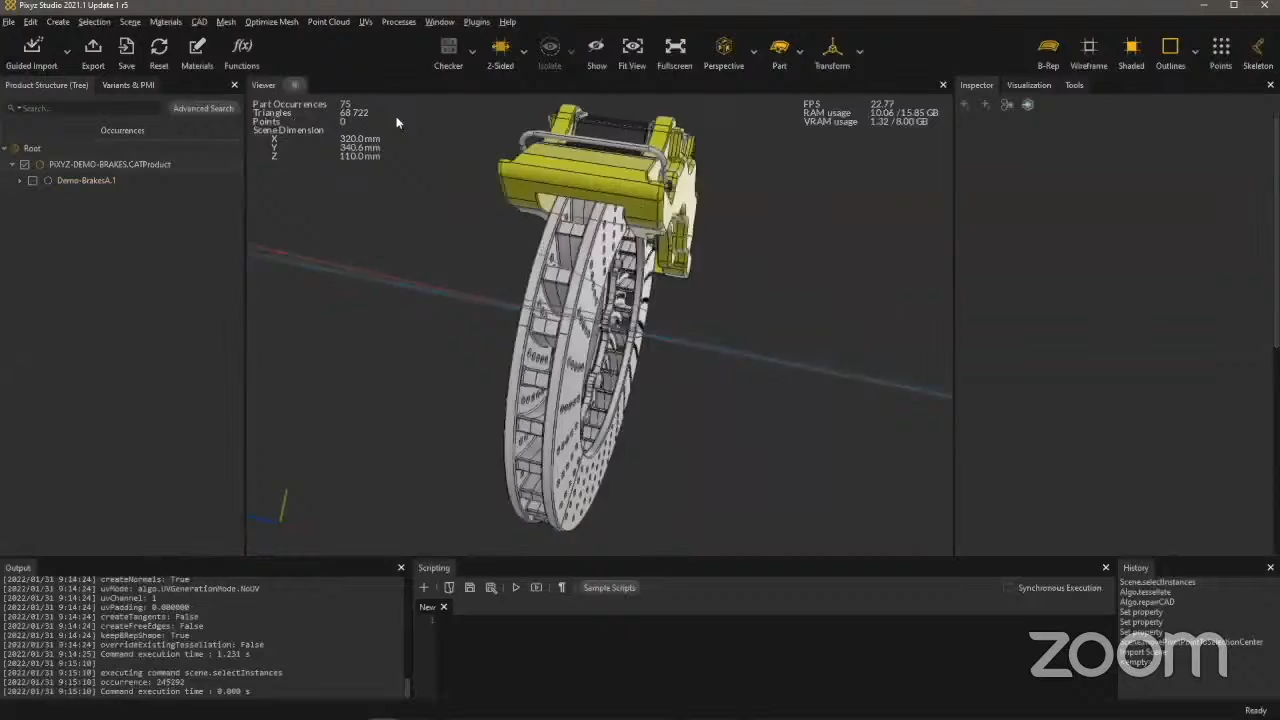 Pixyz Studio 2021.1 Update 1 r5
File Edit Create Selection Scene Materials CAD Mesh Optimize Mesh Point Cloud UVs Processes Window Plugins Help
f(x)
Guided Import Export Save Reset Materials Functions Checker Z-Sided Isolate Show Fit View Fullscreen Perspective Part Transform B-Rep Wireframe Shaded Outlines Points Skeleton
Product Structure (Tree) Variants & PMI
Viewer
Inspector Visualization Tools
Search... Advanced Search
Occurrences
Root
PIXYZ-DEMO-BRAKES.CATProduct
Demo-BrakesA.1
Part Occurrences 75
Triangles 68 722
Points 0
Scene Dimension
X 320.0 mm
Y 340.6 mm
Z 110.0 mm
FPS 22.77
RAM usage 10.06 / 15.85 GB
VRAM usage 1.32 / 8.00 GB
Output
[2022/01/31 9:14:24] createNormals: True
[2022/01/31 9:14:24] uvMode: algo.UVGenerationMode.NoUV
[2022/01/31 9:14:24] uvChannel: 1
[2022/01/31 9:14:24] uvPadding: 0.000000
[2022/01/31 9:14:24] createTangents: False
[2022/01/31 9:14:24] createFreeEdges: False
[2022/01/31 9:14:24] keepBRepShape: True
[2022/01/31 9:14:24] overrideExistingTessellation: False
[2022/01/31 9:14:25] Command execution time : 1.231 s
[2022/01/31 9:15:10]
[2022/01/31 9:15:10] executing command scene.selectInstances
[2022/01/31 9:15:10] occurrence: 245292
[2022/01/31 9:15:10] Command execution time : 0.000 s
Scripting
Sample Scripts
Synchronous Execution
New
1
History
Scene.selectInstances
Algo.tessellate
Algo.repairCAD
Set property
Set property
Set property
Scene.movePivotPointToSelectionCenter
Import Scene
<empty>
zoom
Ready